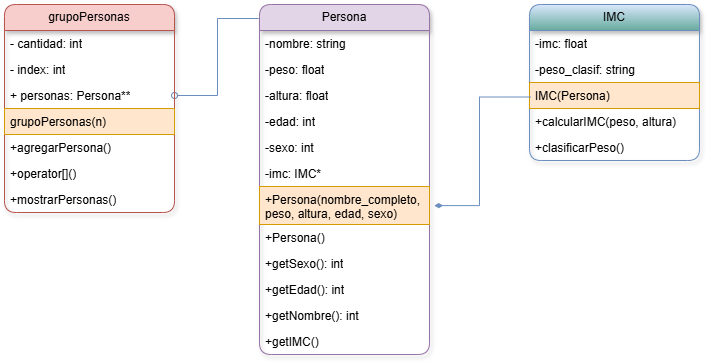 grupoPersonas
- cantidad: int
- index: int
+ personas: Persona**
grupoPersonas(n)
+agregarPersona()
+operator[]()
+mostrarPersonas()
Persona
-nombre: string
-peso: float
-altura: float
-edad: int
-sexo: int
-imc: IMC*
+Persona(nombre_completo,
peso, altura, edad, sexo)
+Persona()
+getSexo(): int
+getEdad(): int
+getNombre(): int
+getIMC()
IMC
-imc: float
-peso_clasif: string
IMC(Persona)
+calcularIMC(peso, altura)
+clasificarPeso()